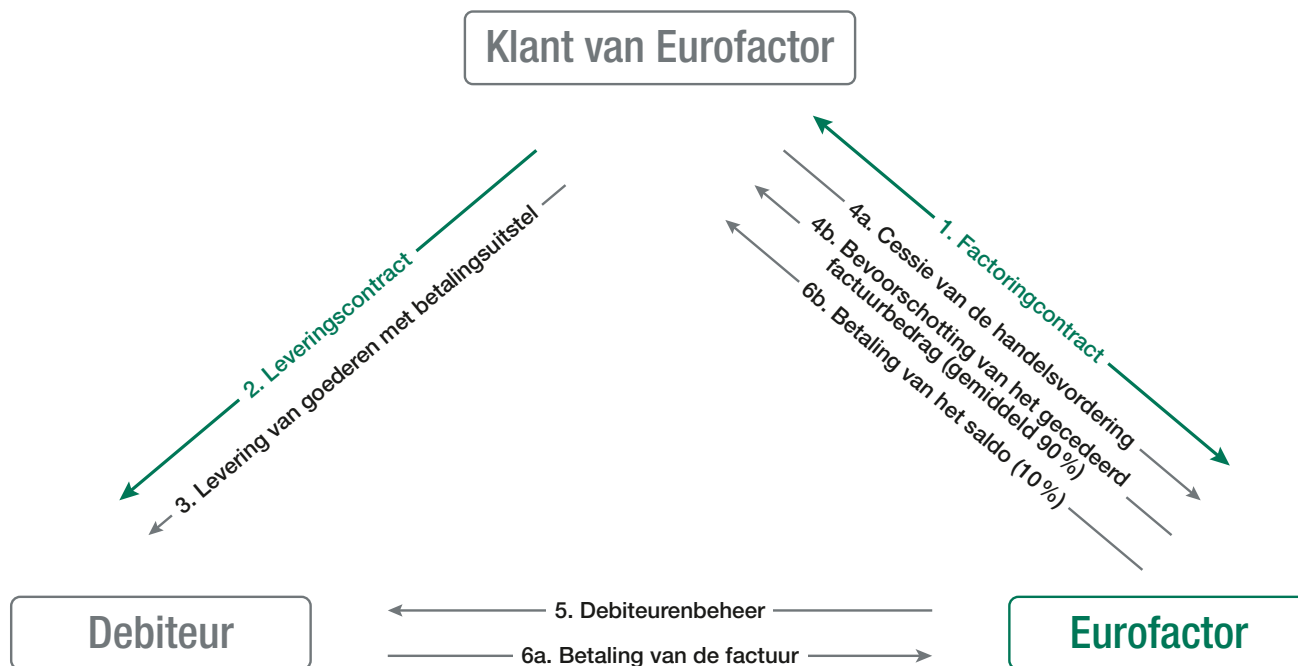 Klant van Eurofactor
1. Factoringcontract
2. Leveringscontract
3. Levering van goederen met betalingsuitstel
4a. Cessie van de handelsvordering
4b. Bevoorschotting van het gecedeerd
factuurbedrag (gemiddeld 90%)
6b. Betaling van het saldo (10%)
Debiteur
5. Debiteurenbeheer
6a. Betaling van de factuur
Eurofactor